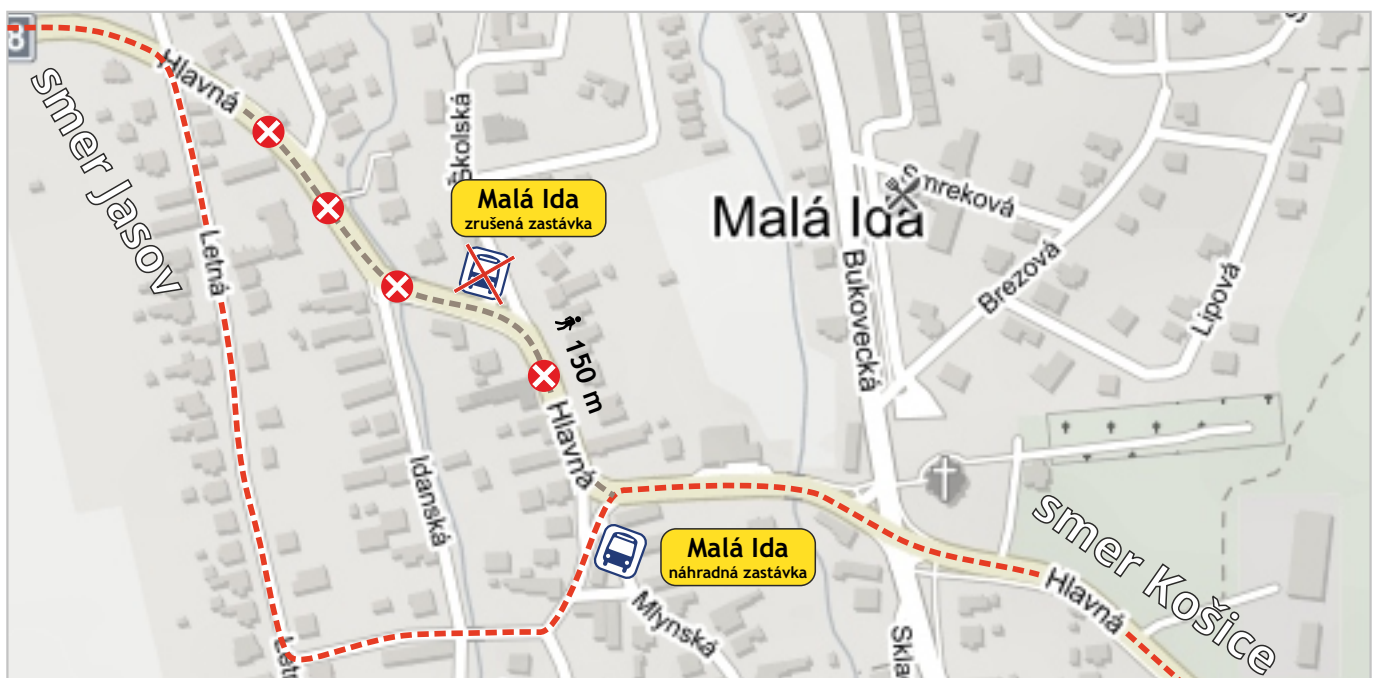 8
Hlavná
smer Jasov
Školská
Malá Ida
zrušená zastávka
Malá Ida
Smreková
Letná
Bukovecká
Brezová
Lipová
150 m
Hlavná
Idanská
Malá Ida
náhradná zastávka
smer Košice
Hlavná
Mlynská